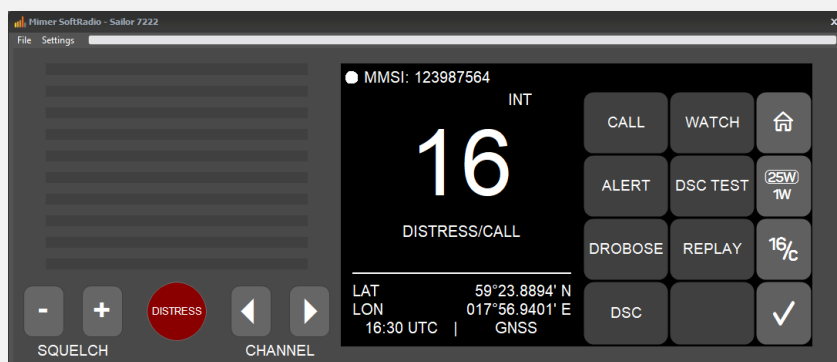 Mimer SoftRadio - Sailor 7222 x
File Settings
MMSI: 123987564
INT
16
DISTRESS/CALL
LAT 59°23.8894' N
LON 017°56.9401' E
16:30 UTC | GNSS
CALL WATCH
ALERT DSC TEST 25W
1W
DROBOSE REPLAY 16/C
DSC
- + DISTRESS
SQUELCH CHANNEL